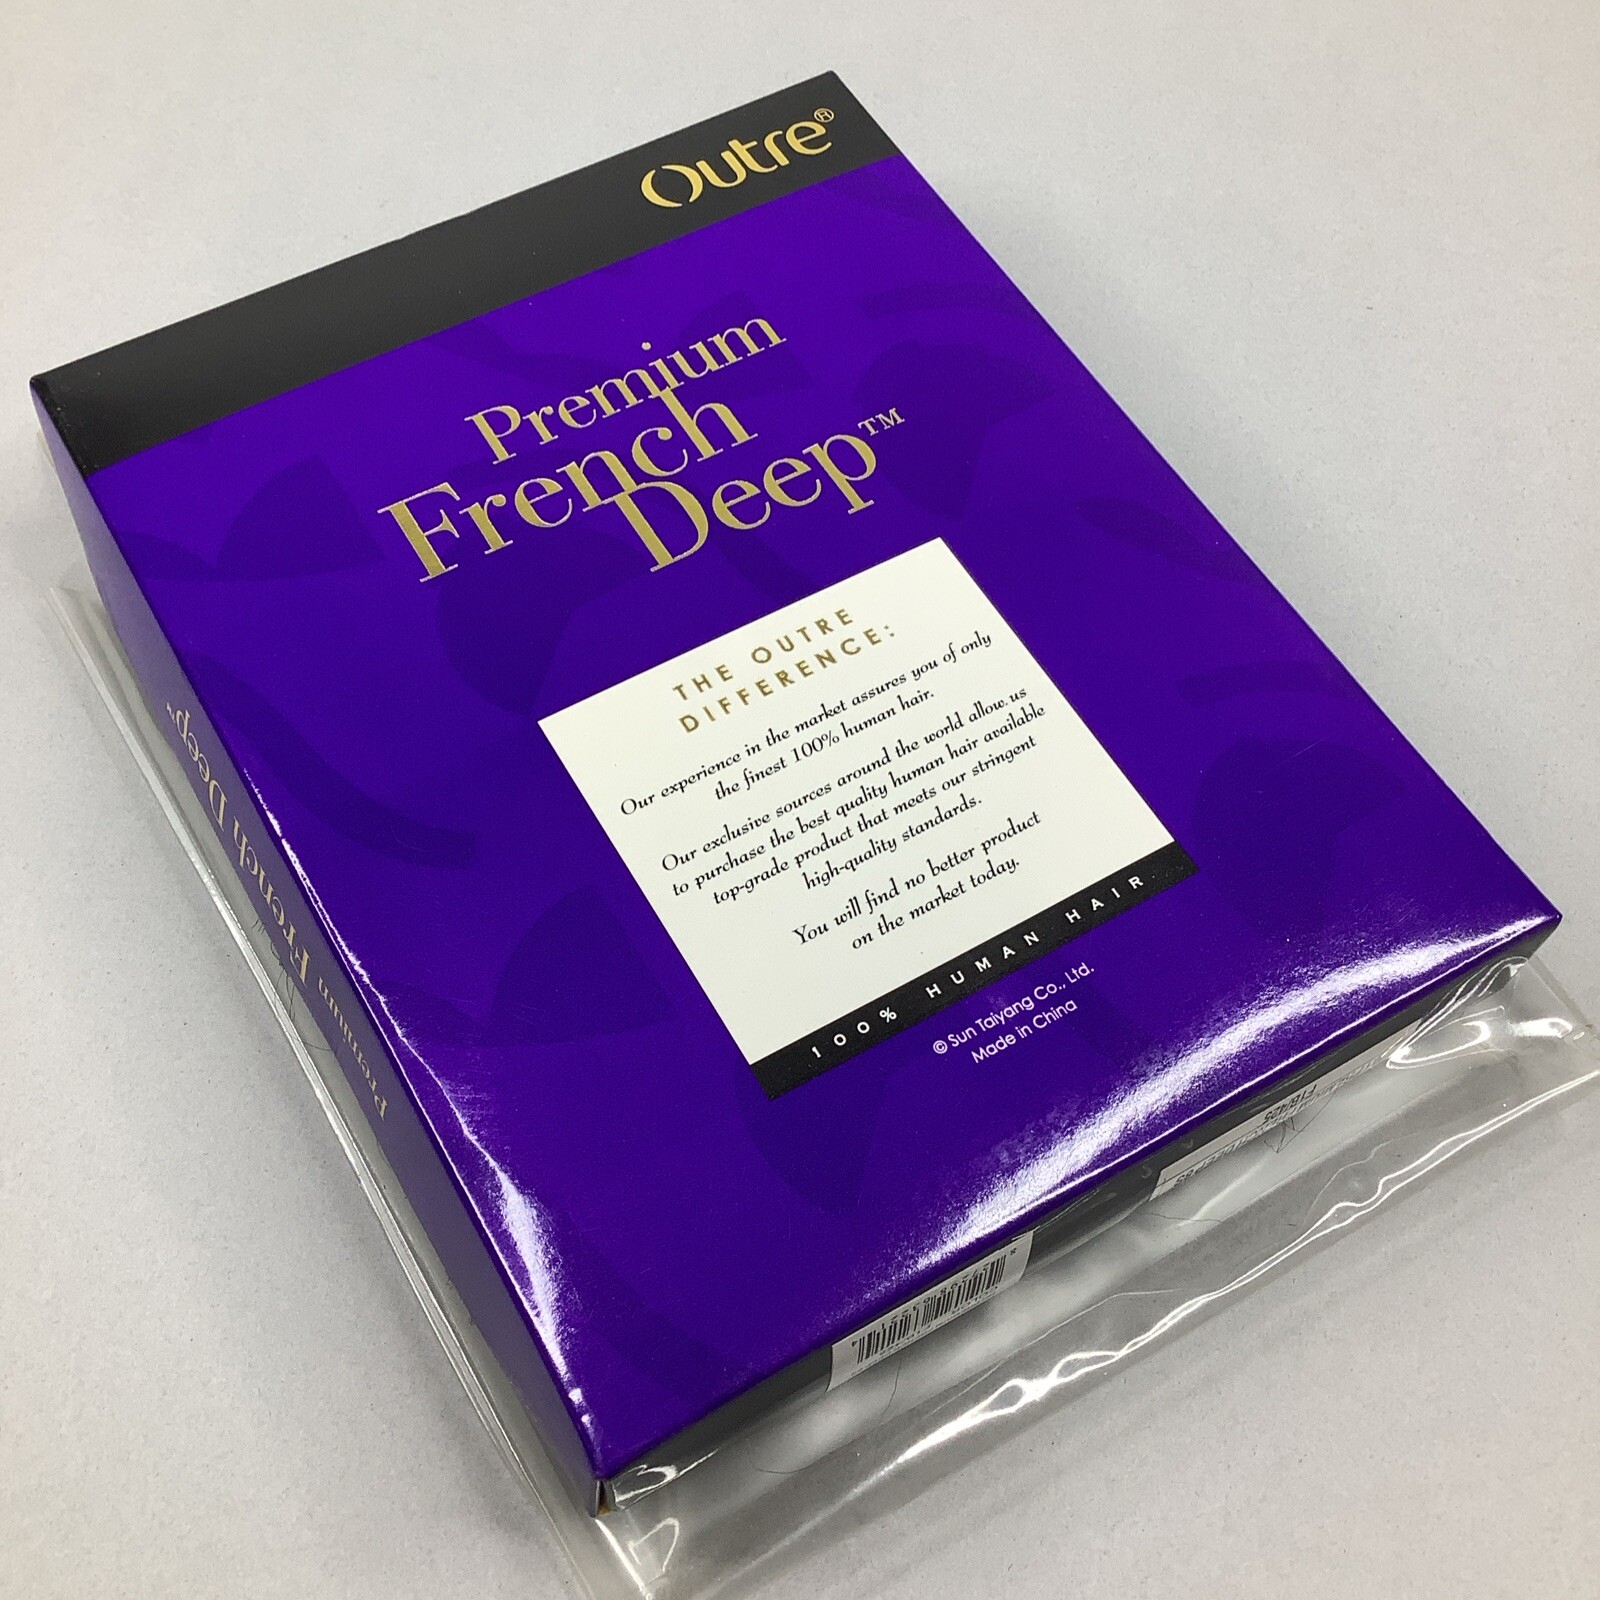 Outre®
Premium
French
Deep™
THE OUTRE
DIFFERENCE:
Our experience in the market assures you of only
the finest 100% human hair.
Our exclusive sources around the world allow us
to purchase the best quality human hair available
top-grade product that meets our stringent
high-quality standards.
You will find no better product
on the market today.
100% HUMAN HAIR
© Sun Taiyang Co., Ltd.
Made in China
Premium French Deep™
F1B/425